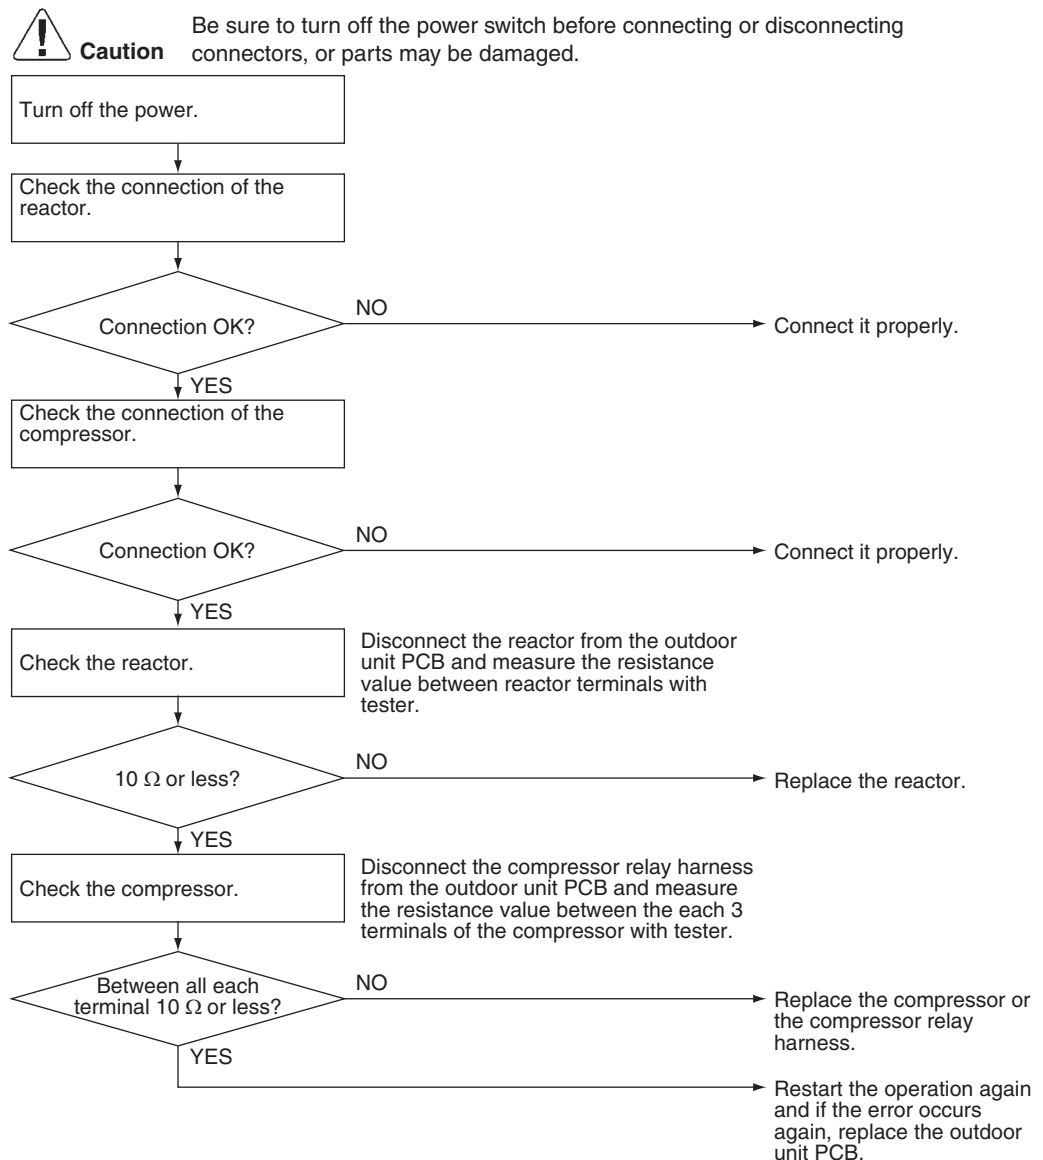 Be sure to turn off the power switch before connecting or disconnecting
Caution connectors, or parts may be damaged.
Turn off the power.
Check the connection of the
reactor.
Connection OK?
NO
Connect it properly.
YES
Check the connection of the
compressor.
Connection OK?
NO
Connect it properly.
YES
Check the reactor.
Disconnect the reactor from the outdoor
unit PCB and measure the resistance
value between reactor terminals with
tester.
10 Ω or less?
NO
Replace the reactor.
YES
Check the compressor.
Disconnect the compressor relay harness
from the outdoor unit PCB and measure
the resistance value between the each 3
terminals of the compressor with tester.
Between all each
terminal 10 Ω or less?
NO
Replace the compressor or
the compressor relay
harness.
YES
Restart the operation again
and if the error occurs
again, replace the outdoor
unit PCB.